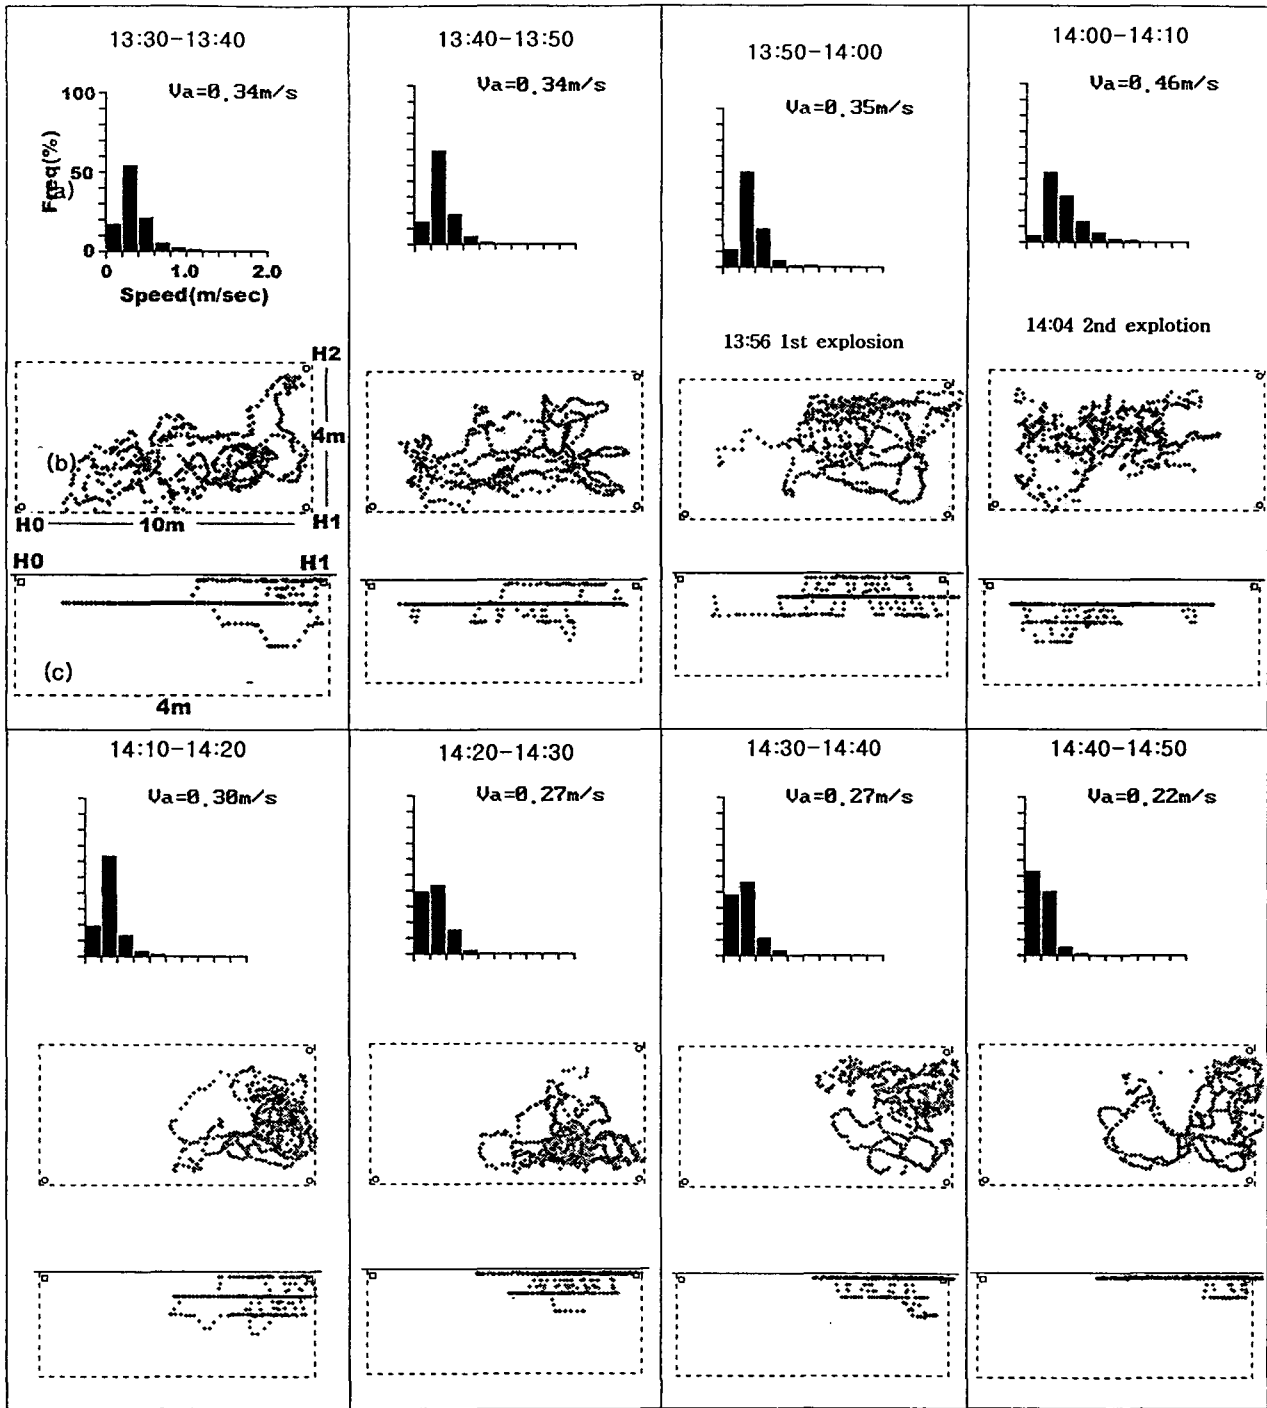 13:30-13:40
Va=0.34m/s
100
50
0
Freq(%)
(a)
0 1.0 2.0
Speed(m/sec)
H2
4m
(b)
H0 10m H1
H0 H1
(c)
4m
13:40-13:50
Va=0.34m/s
13:50-14:00
Va=0.35m/s
13:56 1st explosion
14:00-14:10
Va=0.46m/s
14:04 2nd explotion
14:10-14:20
Va=0.30m/s
14:20-14:30
Va=0.27m/s
14:30-14:40
Va=0.27m/s
14:40-14:50
Va=0.22m/s